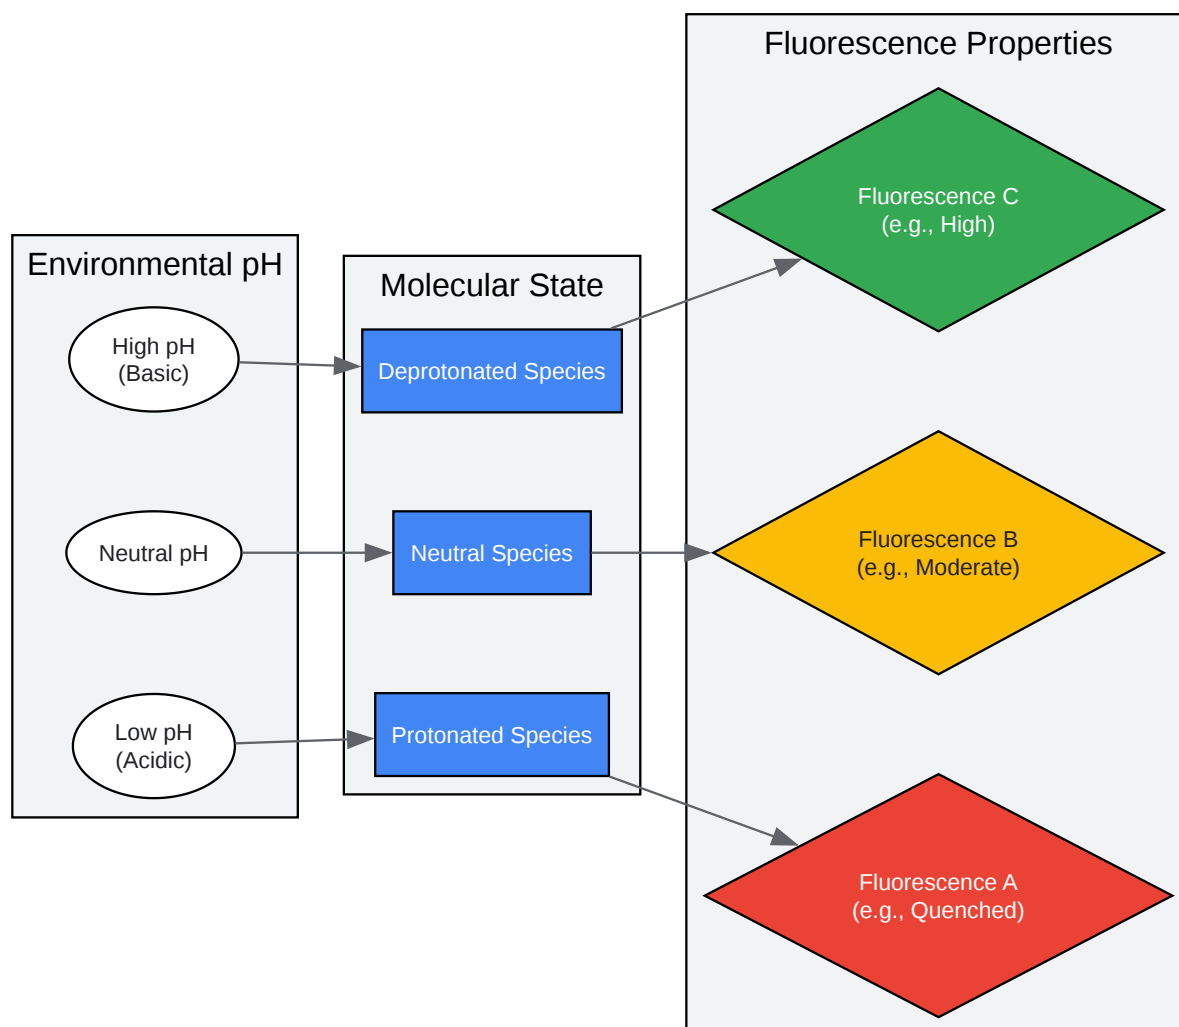 Environmental pH
High pH
(Basic)
Neutral pH
Low pH
(Acidic)
Molecular State
Deprotonated Species
Neutral Species
Protonated Species
Fluorescence Properties
Fluorescence C
(e.g., High)
Fluorescence B
(e.g., Moderate)
Fluorescence A
(e.g., Quenched)